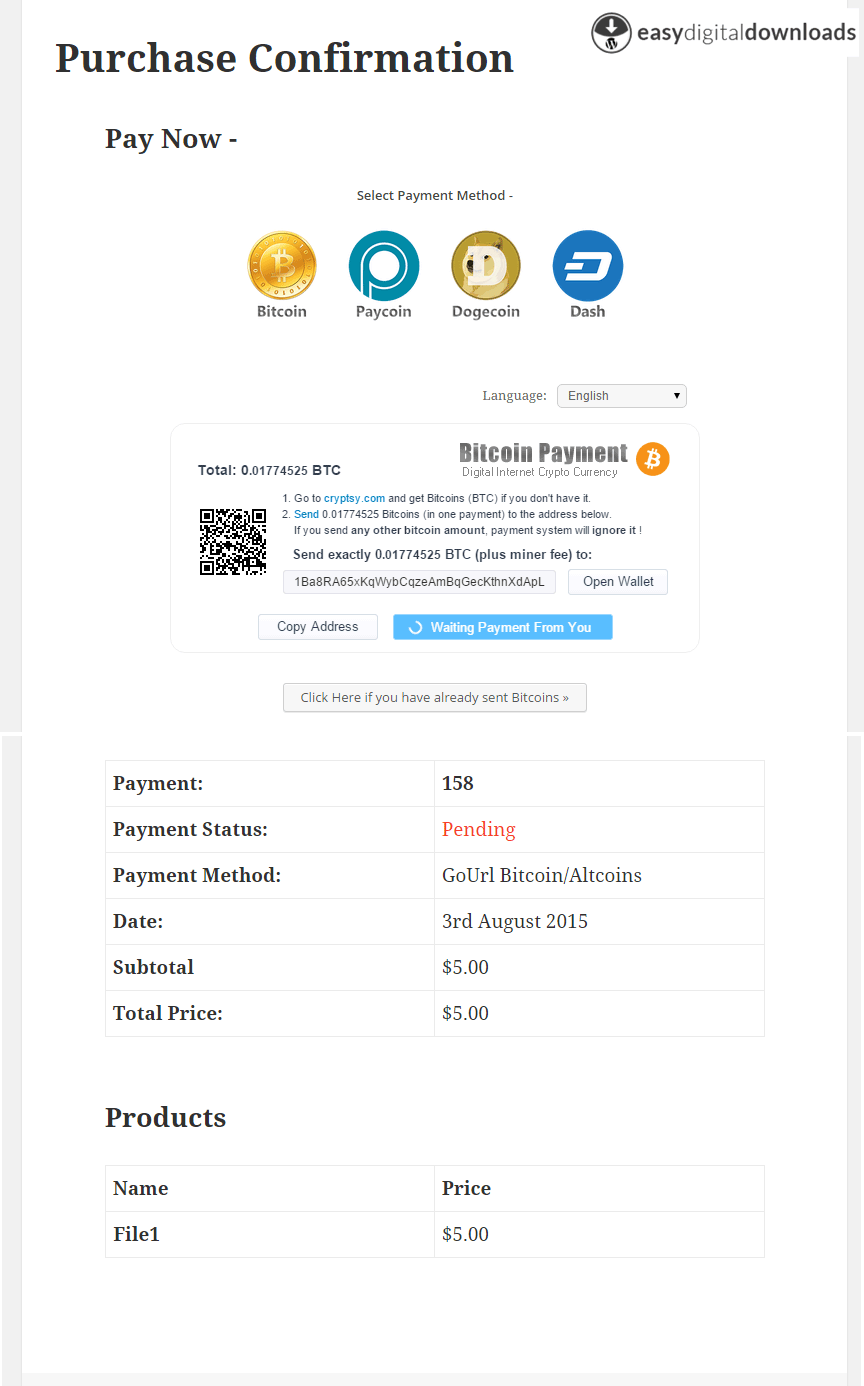 easydigitaldownloads
Purchase Confirmation
Pay Now -
Select Payment Method -
Bitcoin Paycoin Dogecoin Dash
Language: English
Bitcoin Payment
Digital Internet Crypto Currency
Total: 0.01774525 BTC
1. Go to cryptsy.com and get Bitcoins (BTC) if you don't have it.
2. Send 0.01774525 Bitcoins (in one payment) to the address below.
If you send any other bitcoin amount, payment system will ignore it !
Send exactly 0.01774525 BTC (plus miner fee) to:
1Ba8RA65xKqWybCqzeAmBqGecKthnXdApL Open Wallet
Copy Address Waiting Payment From You
Click Here if you have already sent Bitcoins »
Payment: 158
Payment Status: Pending
Payment Method: GoUrl Bitcoin/Altcoins
Date: 3rd August 2015
Subtotal $5.00
Total Price: $5.00
Products
Name Price
File1 $5.00